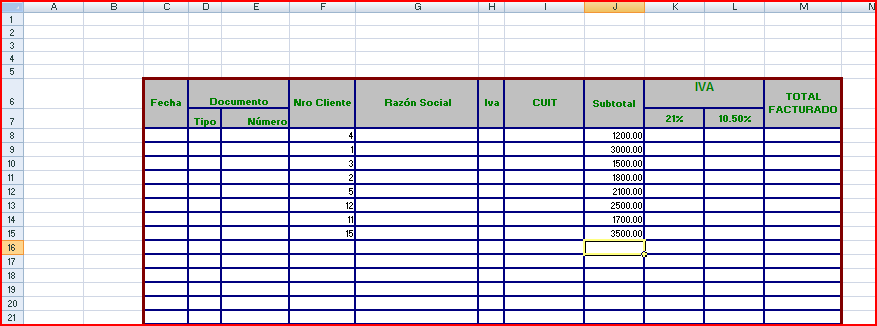 A B C D E F G H I J K L M N
1
2
3
4
5
6 Fecha Documento Nro Cliente Razón Social Iva CUIT Subtotal IVA TOTAL FACTURADO
7 Tipo Número 21% 10.50%
8 4 1200.00
9 1 3000.00
10 3 1500.00
11 2 1800.00
12 5 2100.00
13 12 2500.00
14 11 1700.00
15 15 3500.00
16
17
18
19
20
21